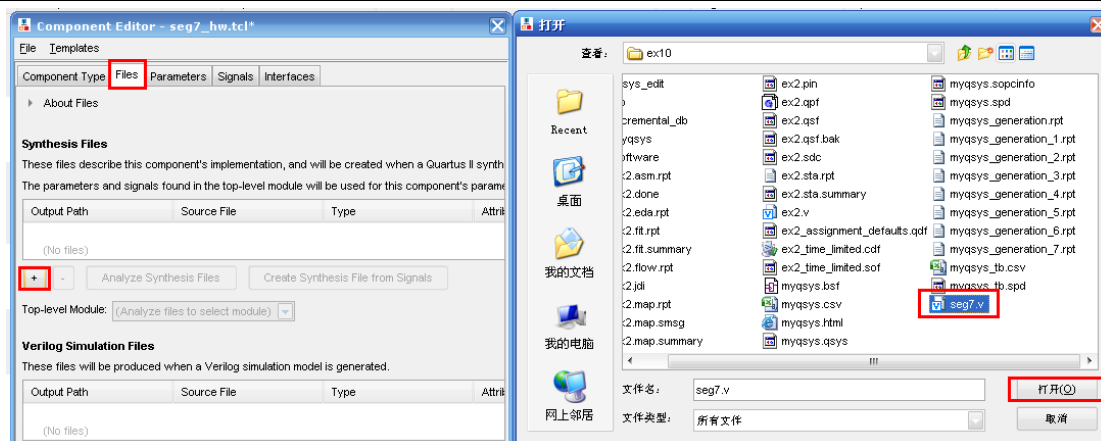 Component Editor - seg7_hw.tcl*
File Templates
Component Type Files Parameters Signals Interfaces
About Files
Synthesis Files
These files describe this component's implementation, and will be created when a Quartus II synth
The parameters and signals found in the top-level module will be used for this component's parame
Output Path Source File Type Attrib
(No files)
+ - Analyze Synthesis Files Create Synthesis File from Signals
Top-level Module: (Analyze files to select module)
Verilog Simulation Files
These files will be produced when a Verilog simulation model is generated.
Output Path Source File Type Attrib
(No files)
打开
查看: ex10
Recent
桌面
我的文档
我的电脑
网上邻居
sys_edit ex2.pin myqsys.sopcinfo
ex2.qpf myqsys.spd
cremental_db ex2.qsf myqsys_generation.rpt
yqsys ex2.qsf.bak myqsys_generation_1.rpt
oftware ex2.sdc myqsys_generation_2.rpt
2.asm.rpt ex2.sta.rpt myqsys_generation_3.rpt
2.done ex2.sta.summary myqsys_generation_4.rpt
2.eda.rpt ex2.v myqsys_generation_5.rpt
2.fit.rpt ex2_assignment_defaults.qdf myqsys_generation_6.rpt
2.fit.summary ex2_time_limited.cdf myqsys_generation_7.rpt
2.flow.rpt ex2_time_limited.sof myqsys_tb.csv
2.jdi myqsys.bsf myqsys_tb.spd
2.map.rpt myqsys.csv seg7.v
2.map.smsg myqsys.html
2.map.summary myqsys.qsys
文件名: seg7.v 打开(O)
文件类型: 所有文件 取消